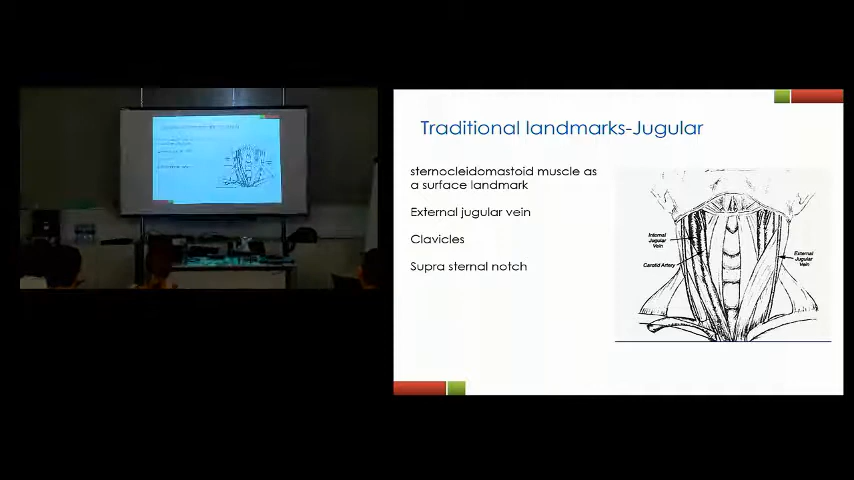 Traditional landmarks-Jugular
sternocleidomastoid muscle as
a surface landmark
External jugular vein
Clavicles
Supra sternal notch
Internal
Jugular
Vein
Carotid Artery
External
Jugular
Vein